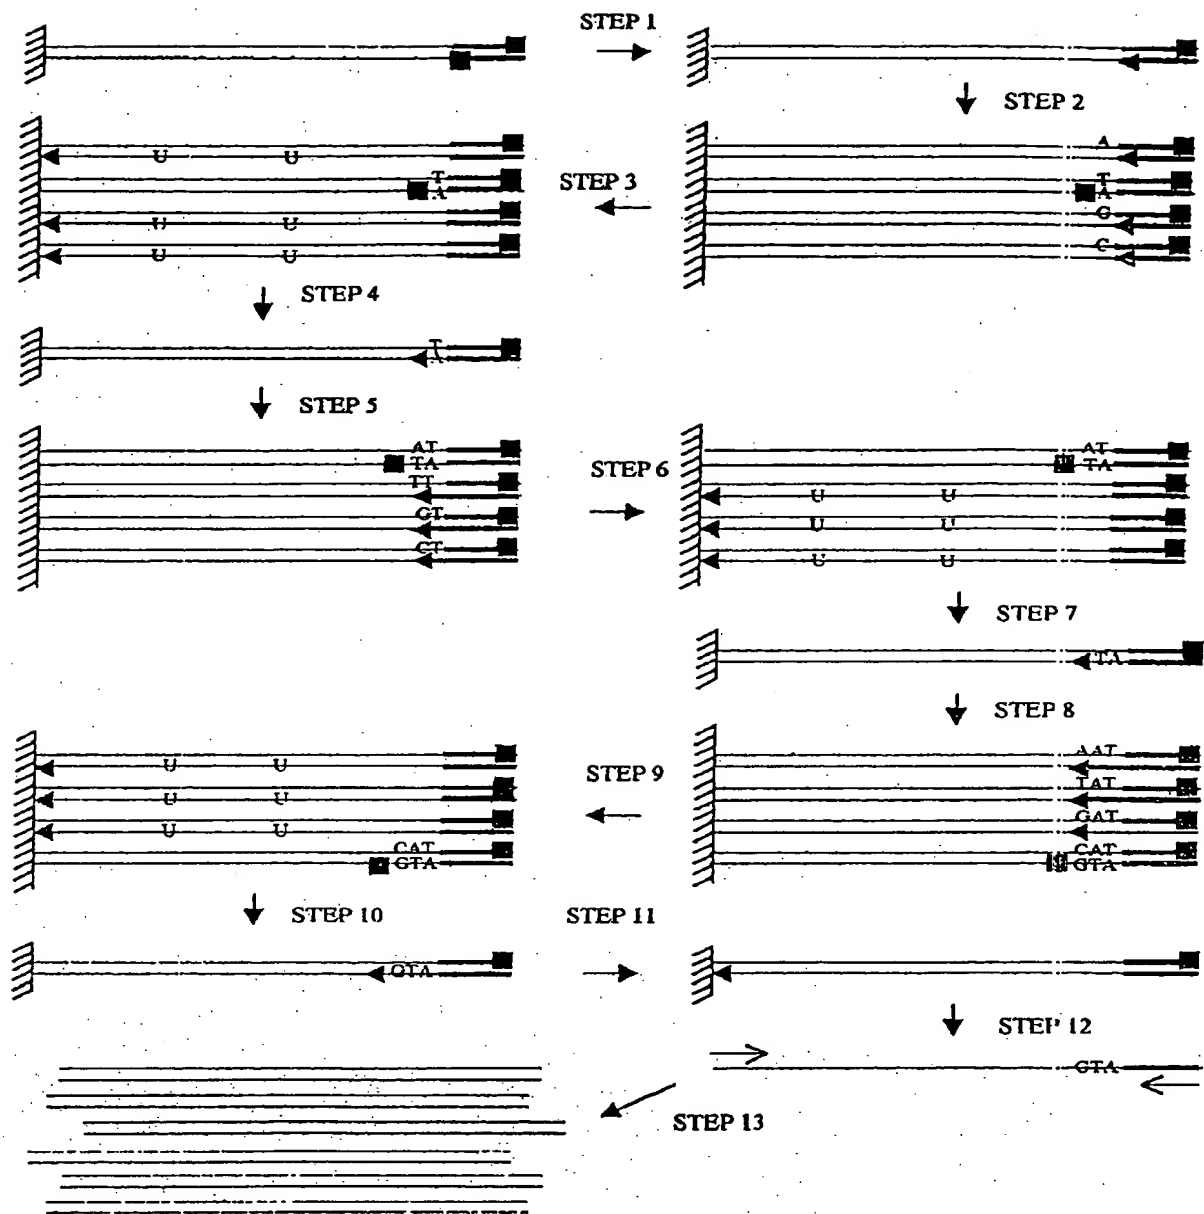 STEP 1
STEP 2
U U
T
A
U U
U U
STEP 3
A
T
A
G
C
STEP 4
T
A
STEP 5
AT
TA
TT
GT
CT
STEP 6
AT
TA
U U
U U
U U
STEP 7
TA
STEP 8
U U
U U
U U
CAT
GTA
STEP 9
AAT
TAT
GAT
CAT
GTA
STEP 10
STEP 11
GTA
STEP 12
GTA
STEP 13